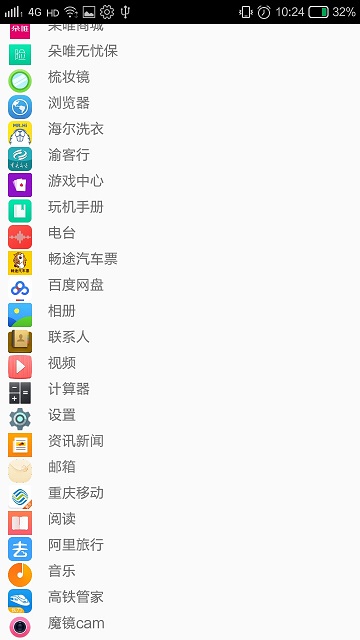 4G HD 10:24 32%
朵唯商城
朵唯无忧保
梳妆镜
浏览器
海尔洗衣
渝客行
游戏中心
玩机手册
电台
畅途汽车票
百度网盘
相册
联系人
视频
计算器
设置
资讯新闻
邮箱
重庆移动
阅读
阿里旅行
音乐
高铁管家
魔镜cam